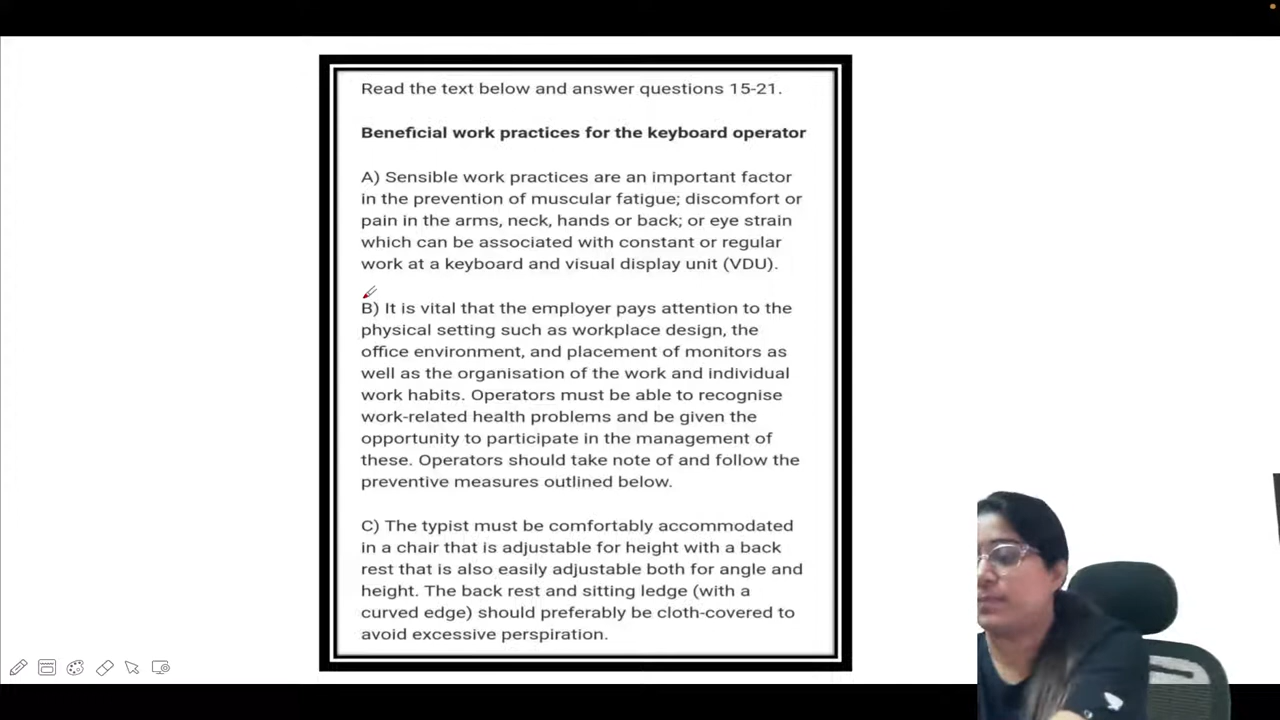 Read the text below and answer questions 15-21.
Beneficial work practices for the keyboard operator
A) Sensible work practices are an important factor
in the prevention of muscular fatigue; discomfort or
pain in the arms, neck, hands or back; or eye strain
which can be associated with constant or regular
work at a keyboard and visual display unit (VDU).
B) It is vital that the employer pays attention to the
physical setting such as workplace design, the
office environment, and placement of monitors as
well as the organisation of the work and individual
work habits. Operators must be able to recognise
work-related health problems and be given the
opportunity to participate in the management of
these. Operators should take note of and follow the
preventive measures outlined below.
C) The typist must be comfortably accommodated
in a chair that is adjustable for height with a back
rest that is also easily adjustable both for angle and
height. The back rest and sitting ledge (with a
curved edge) should preferably be cloth-covered to
avoid excessive perspiration.